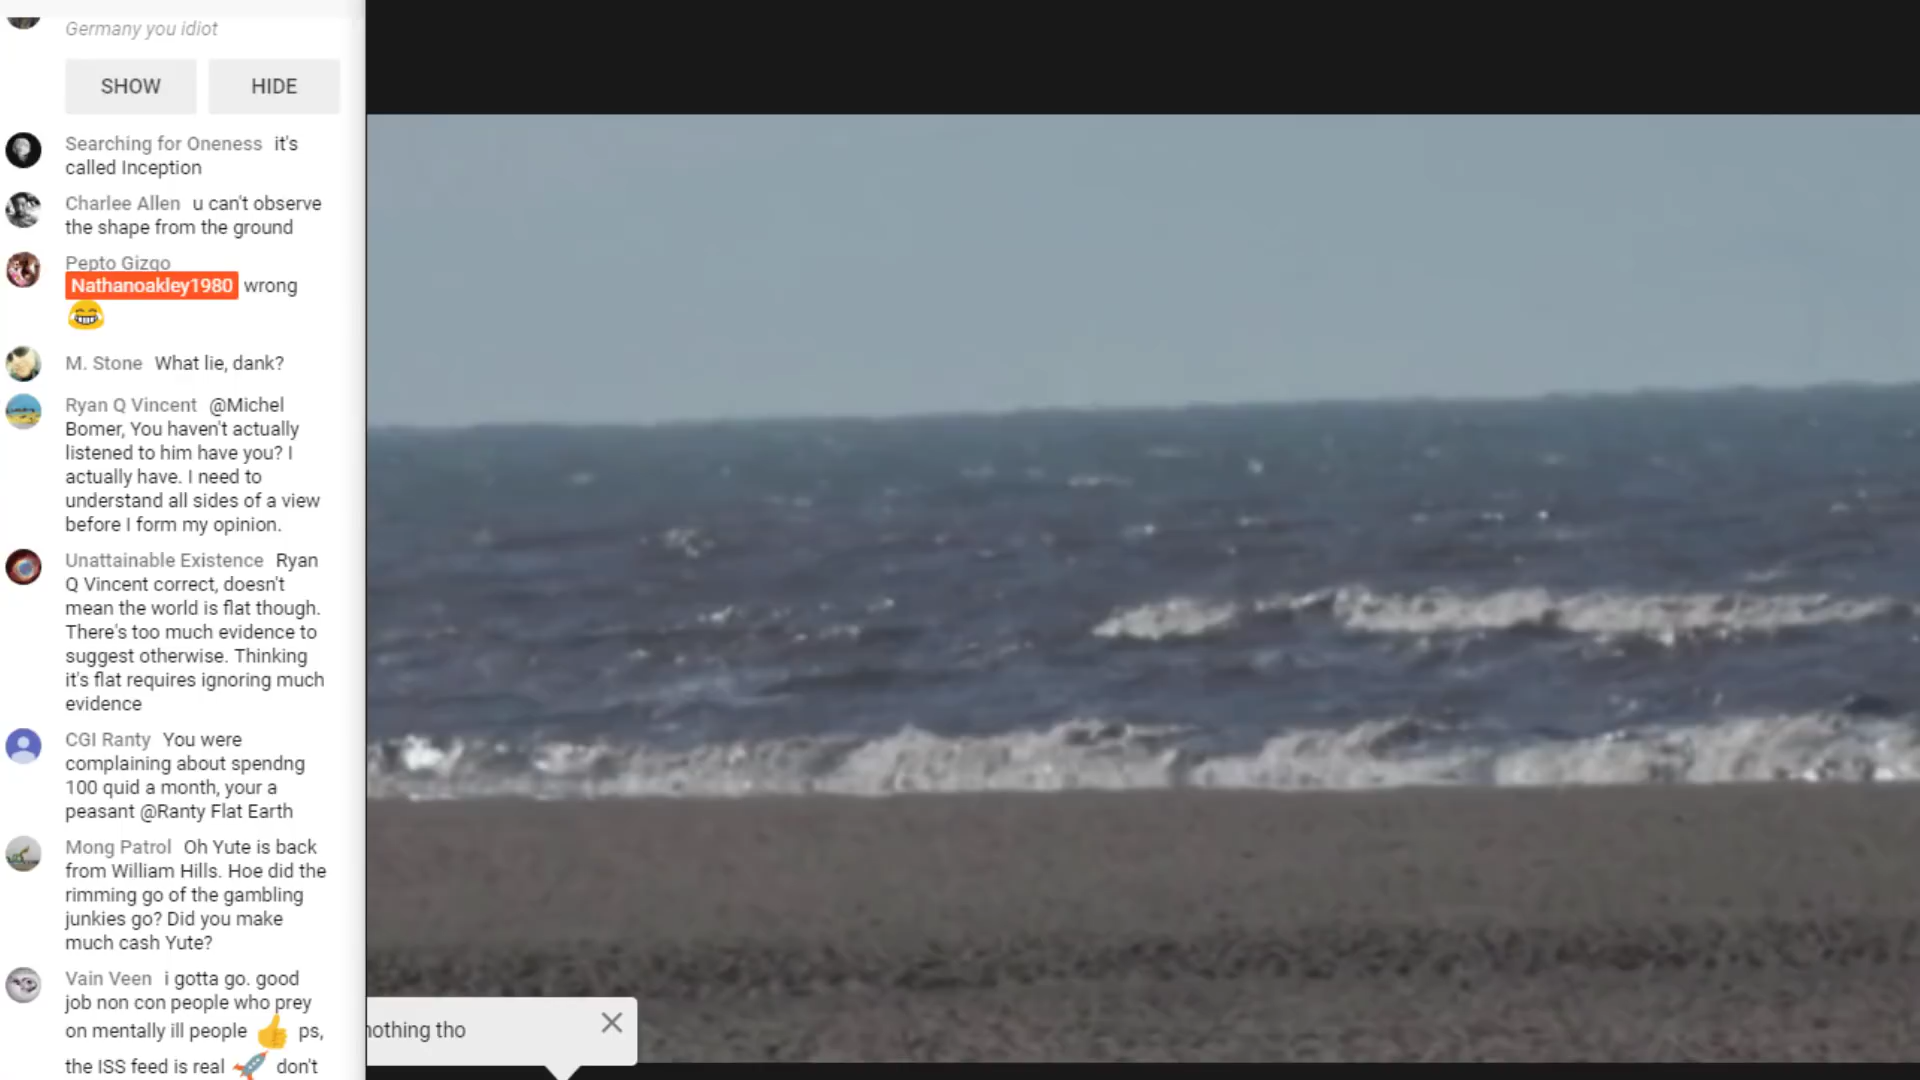 Germany you idiot
SHOW HIDE
Searching for Oneness it's
called Inception
Charlee Allen u can't observe
the shape from the ground
Pepto Gizgo
Nathanoakley1980 wrong
M. Stone What lie, dank?
Ryan Q Vincent @Michel
Bomer, You haven't actually
listened to him have you? I
actually have. I need to
understand all sides of a view
before I form my opinion.
Unattainable Existence Ryan
Q Vincent correct, doesn't
mean the world is flat though.
There's too much evidence to
suggest otherwise. Thinking
it's flat requires ignoring much
evidence
CGI Ranty You were
complaining about spendng
100 quid a month, your a
peasant @Ranty Flat Earth
Mong Patrol Oh Yute is back
from William Hills. Hoe did the
rimming go of the gambling
junkies go? Did you make
much cash Yute?
Vain Veen i gotta go. good
job non con people who prey
on mentally ill people 👍 ps,
the ISS feed is real 🚀 don't
nothing tho